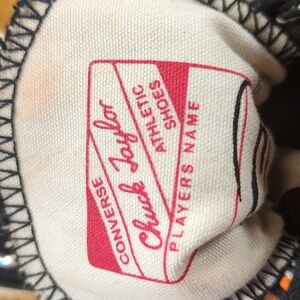 CONVERSE
Chuck Taylor
ATHLETIC
SHOES
PLAYERS NAME